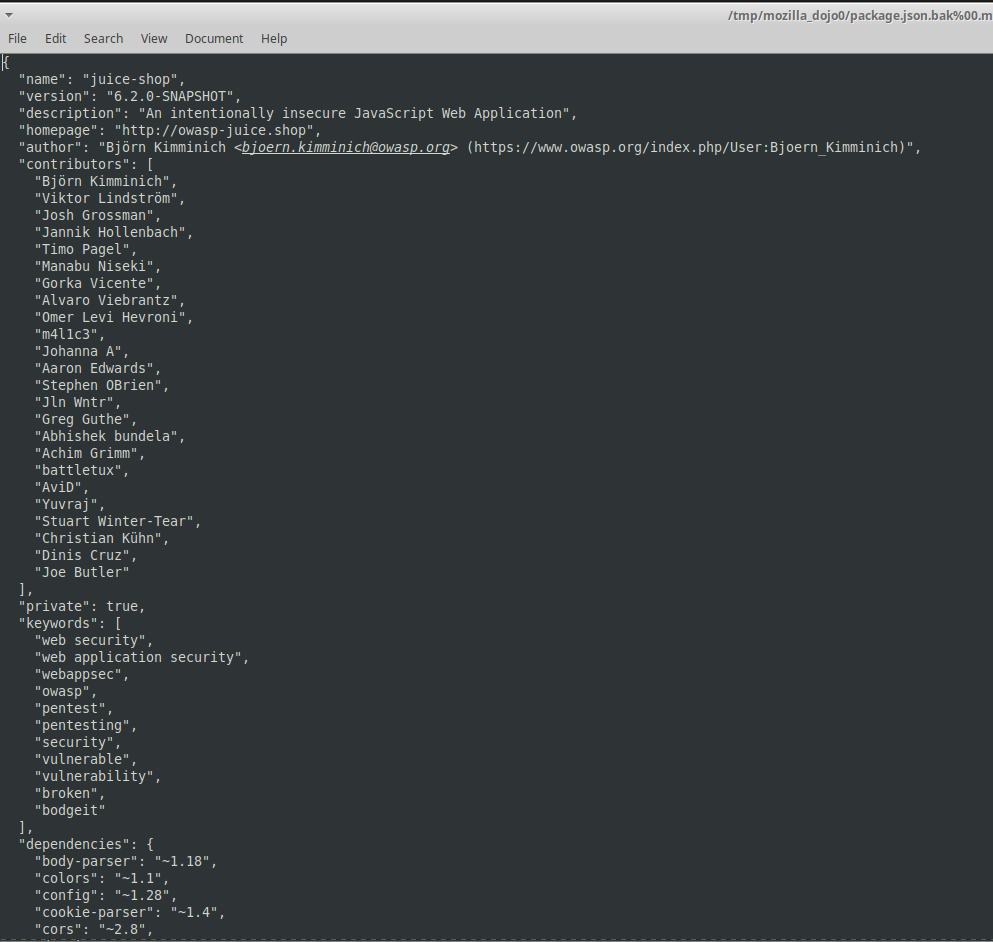 /tmp/mozilla_dojo0/package.json.bak%00.m
File Edit Search View Document Help
{
  "name": "juice-shop",
  "version": "6.2.0-SNAPSHOT",
  "description": "An intentionally insecure JavaScript Web Application",
  "homepage": "http://owasp-juice.shop",
  "author": "Björn Kimminich <bjoern.kimminich@owasp.org> (https://www.owasp.org/index.php/User:Bjoern_Kimminich)",
  "contributors": [
    "Björn Kimminich",
    "Viktor Lindström",
    "Josh Grossman",
    "Jannik Hollenbach",
    "Timo Pagel",
    "Manabu Niseki",
    "Gorka Vicente",
    "Alvaro Viebrantz",
    "Omer Levi Hevroni",
    "m4l1c3",
    "Johanna A",
    "Aaron Edwards",
    "Stephen OBrien",
    "Jln Wntr",
    "Greg Guthe",
    "Abhishek bundela",
    "Achim Grimm",
    "battletux",
    "AviD",
    "Yuvraj",
    "Stuart Winter-Tear",
    "Christian Kühn",
    "Dinis Cruz",
    "Joe Butler"
  ],
  "private": true,
  "keywords": [
    "web security",
    "web application security",
    "webappsec",
    "owasp",
    "pentest",
    "pentesting",
    "security",
    "vulnerable",
    "vulnerability",
    "broken",
    "bodgeit"
  ],
  "dependencies": {
    "body-parser": "~1.18",
    "colors": "~1.1",
    "config": "~1.28",
    "cookie-parser": "~1.4",
    "cors": "~2.8",